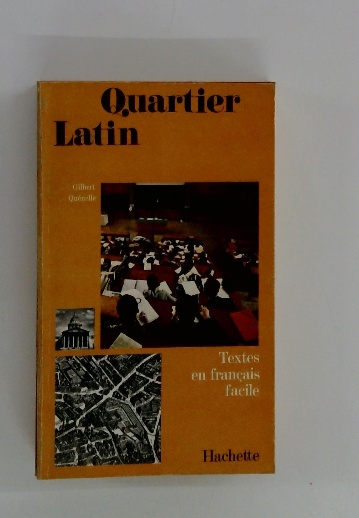 Quartier
Latin
Gilbert
Quénelle
Textes
en français
facile
Hachette